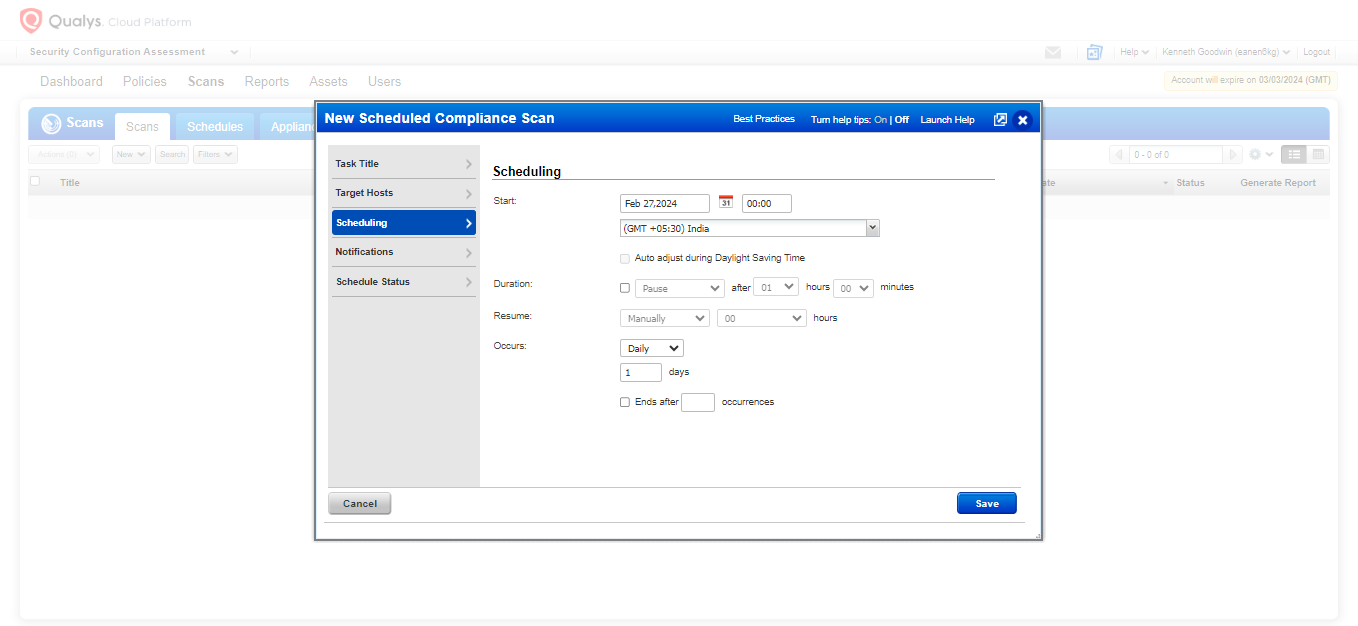 Qualys. Cloud Platform
Security Configuration Assessment
Help
Kenneth Goodwin (eanen6kg)
Logout
Dashboard Policies Scans Reports Assets Users
Account will expire on 03/03/2024 (GMT)
Scans Scans Schedules
New Scheduled Compliance Scan
Best Practices Turn help tips: On | Off Launch Help
Actions (0) New Search Filters
0 - 0 of 0
Title
Status Generate Report
Task Title
Target Hosts
Scheduling
Notifications
Schedule Status
Scheduling
Start: Feb 27,2024 31 00:00
(GMT +05:30) India
Auto adjust during Daylight Saving Time
Duration: Pause after 01 hours 00 minutes
Resume: Manually 00 hours
Occurs: Daily
1 days
Ends after occurrences
Cancel Save